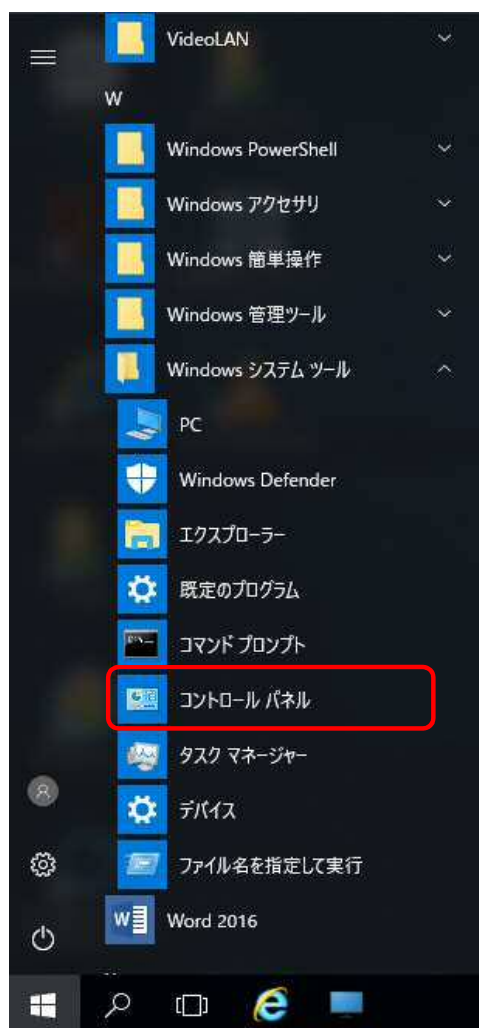 VideoLAN
W
Windows PowerShell
Windows アクセサリ
Windows 簡単操作
Windows 管理ツール
Windows システム ツール
PC
Windows Defender
エクスプローラー
既定のプログラム
コマンド プロンプト
コントロール パネル
タスク マネージャー
デバイス
ファイル名を指定して実行
Word 2016